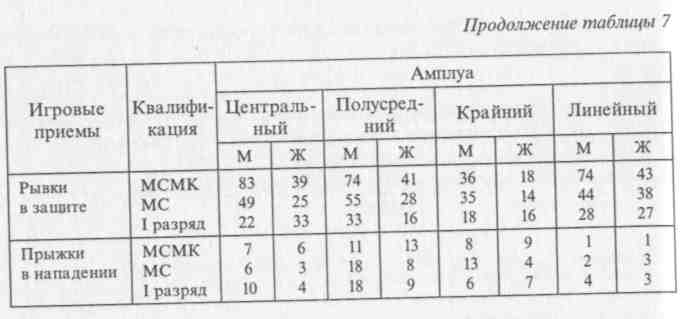 Продолжение таблицы 7
Амплуа
Игровые приемы Квалифи-кация Централь-ный Полусред-ний Крайний Линейный
М Ж М Ж М Ж М Ж
Рывки МСМК 83 39 74 41 36 18 74 43
в защите МС 49 25 55 28 35 14 44 38
I разряд 22 33 33 16 18 16 28 27
Прыжки МСМК 7 6 11 13 8 9 1 1
в нападении МС 6 3 18 8 13 4 2 3
I разряд 10 4 18 9 6 7 4 3